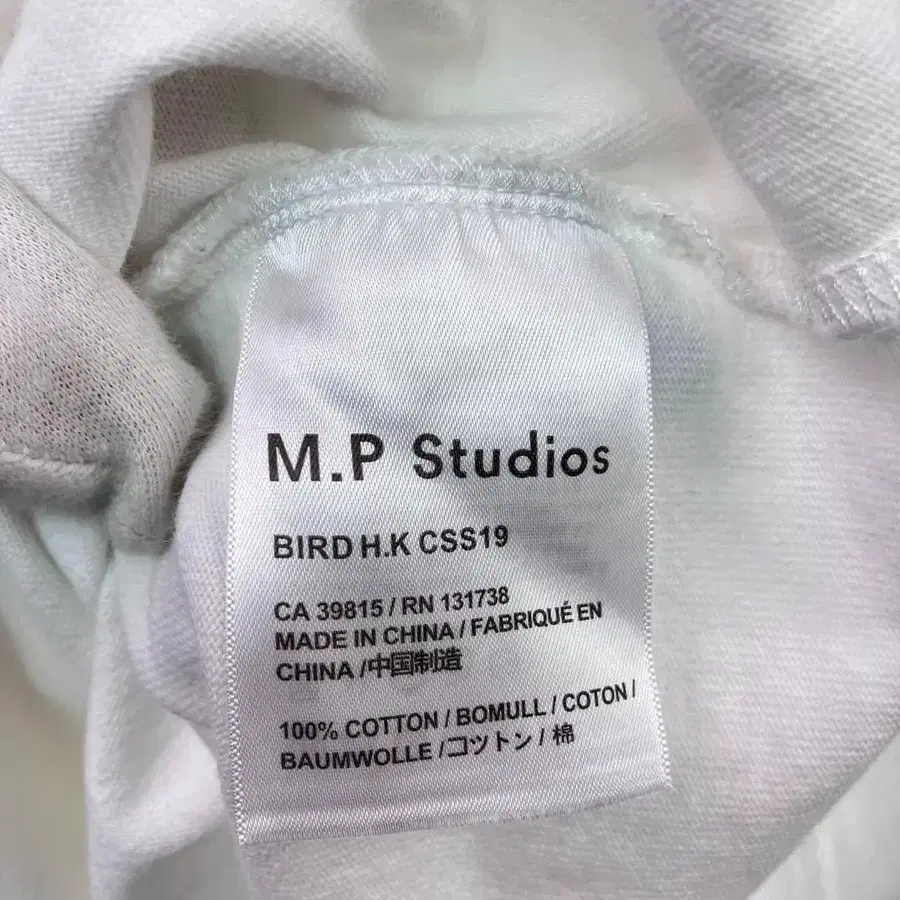 M.P Studios
BIRD H.K CSS19
CA 39815 / RN 131738
MADE IN CHINA / FABRIQUÉ EN
CHINA /中国制造
100% COTTON / BOMULL / COTON /
BAUMWOLLE /コットン / 棉